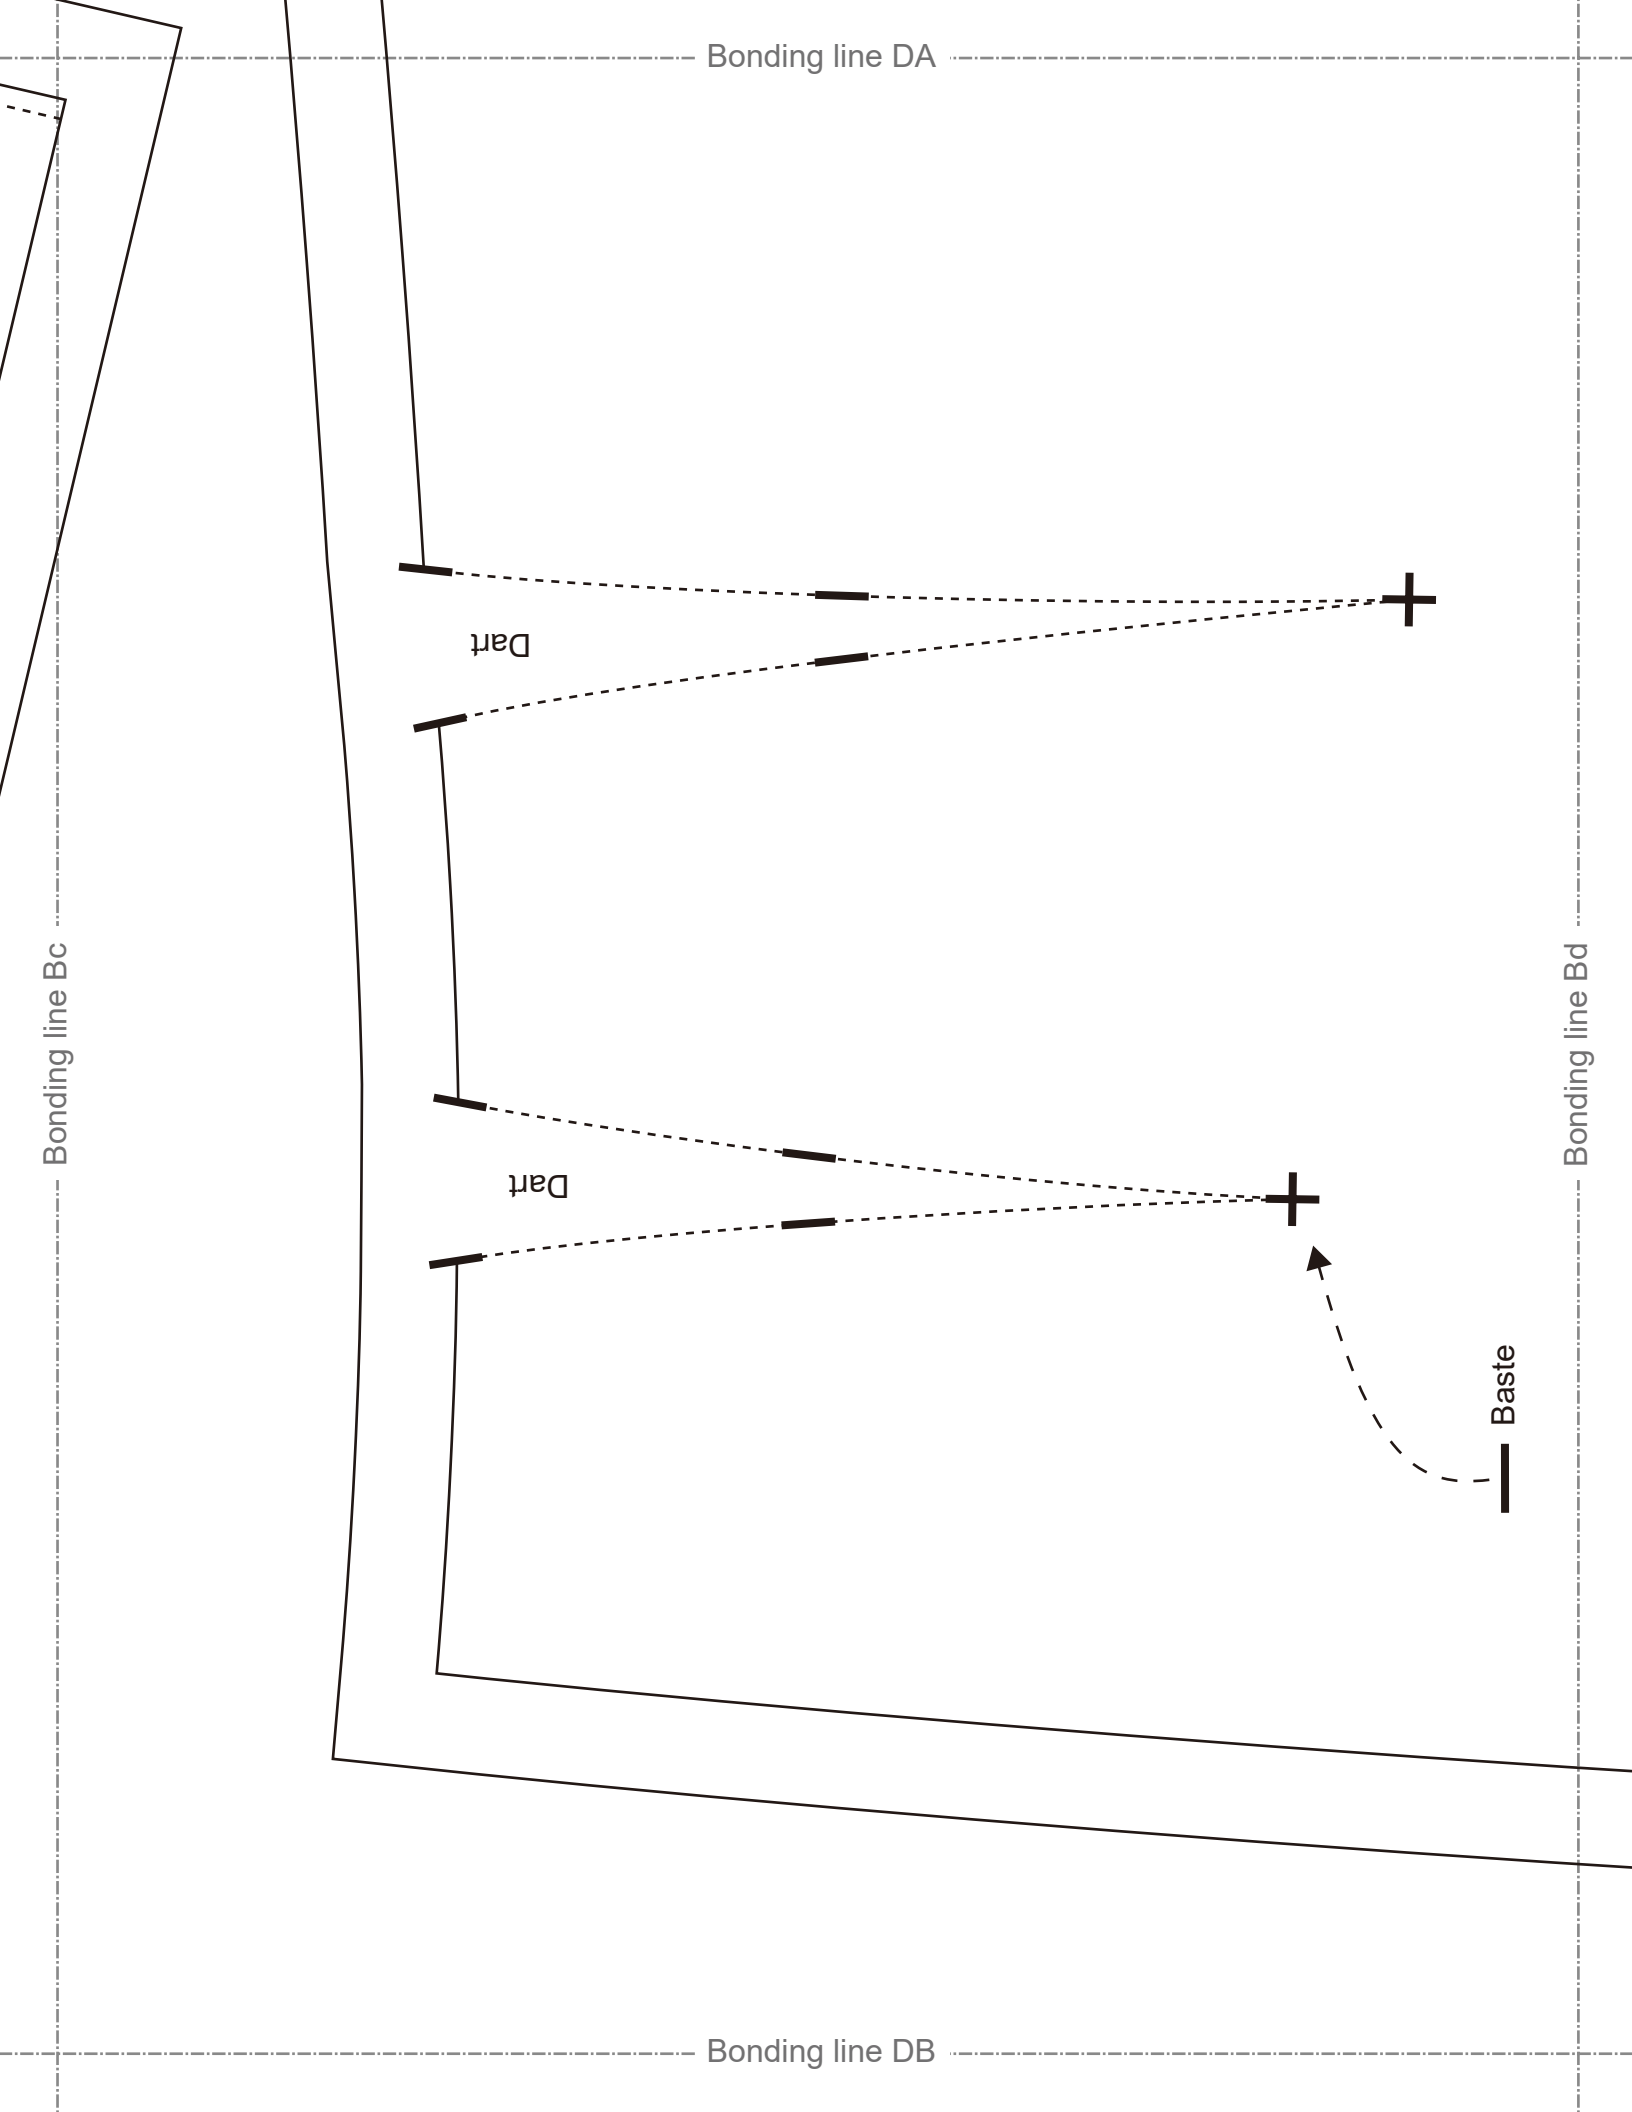 Bonding line DA
Dart
Bonding line Bc
Bonding line Bd
Dart
Baste
Bonding line DB